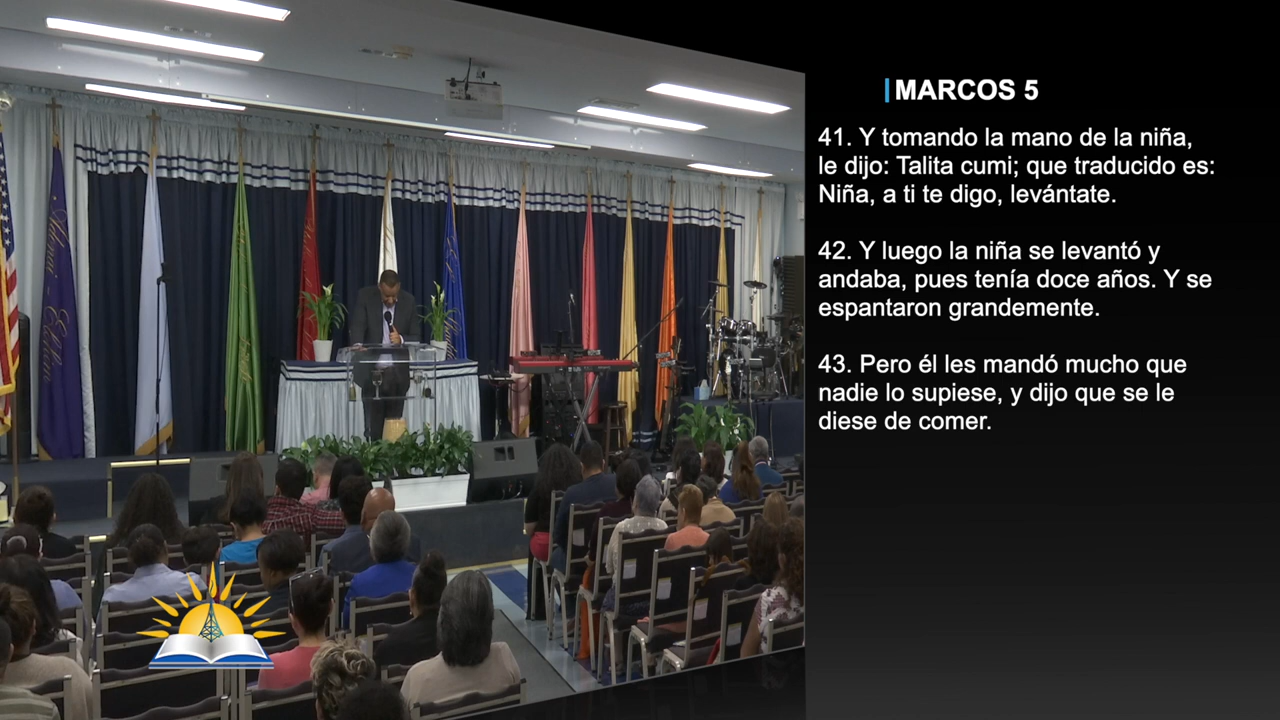 MARCOS 5
41. Y tomando la mano de la niña,
le dijo: Talita cumi; que traducido es:
Niña, a ti te digo, levántate.
42. Y luego la niña se levantó y
andaba, pues tenía doce años. Y se
espantaron grandemente.
43. Pero él les mandó mucho que
nadie lo supiese, y dijo que se le
diese de comer.